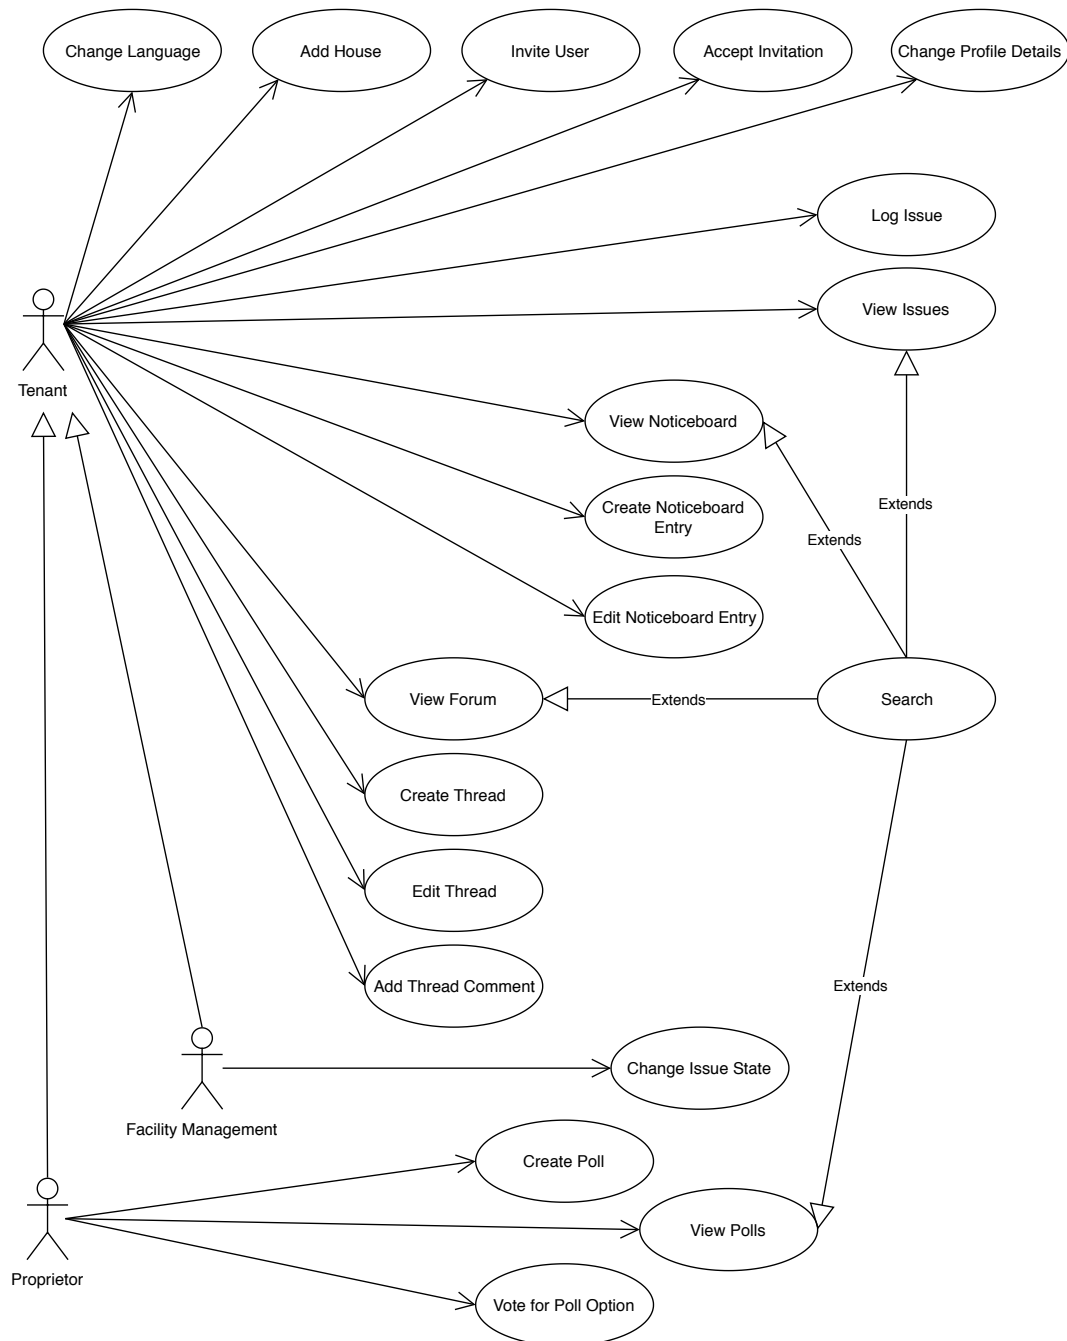 Change Language
Add House
Invite User
Accept Invitation
Change Profile Details
Log Issue
View Issues
Tenant
View Noticeboard
Extends
Create Noticeboard
Entry
Extends
Edit Noticeboard Entry
View Forum
Extends
Search
Create Thread
Edit Thread
Add Thread Comment
Extends
Change Issue State
Facility Management
Create Poll
View Polls
Proprietor
Vote for Poll Option